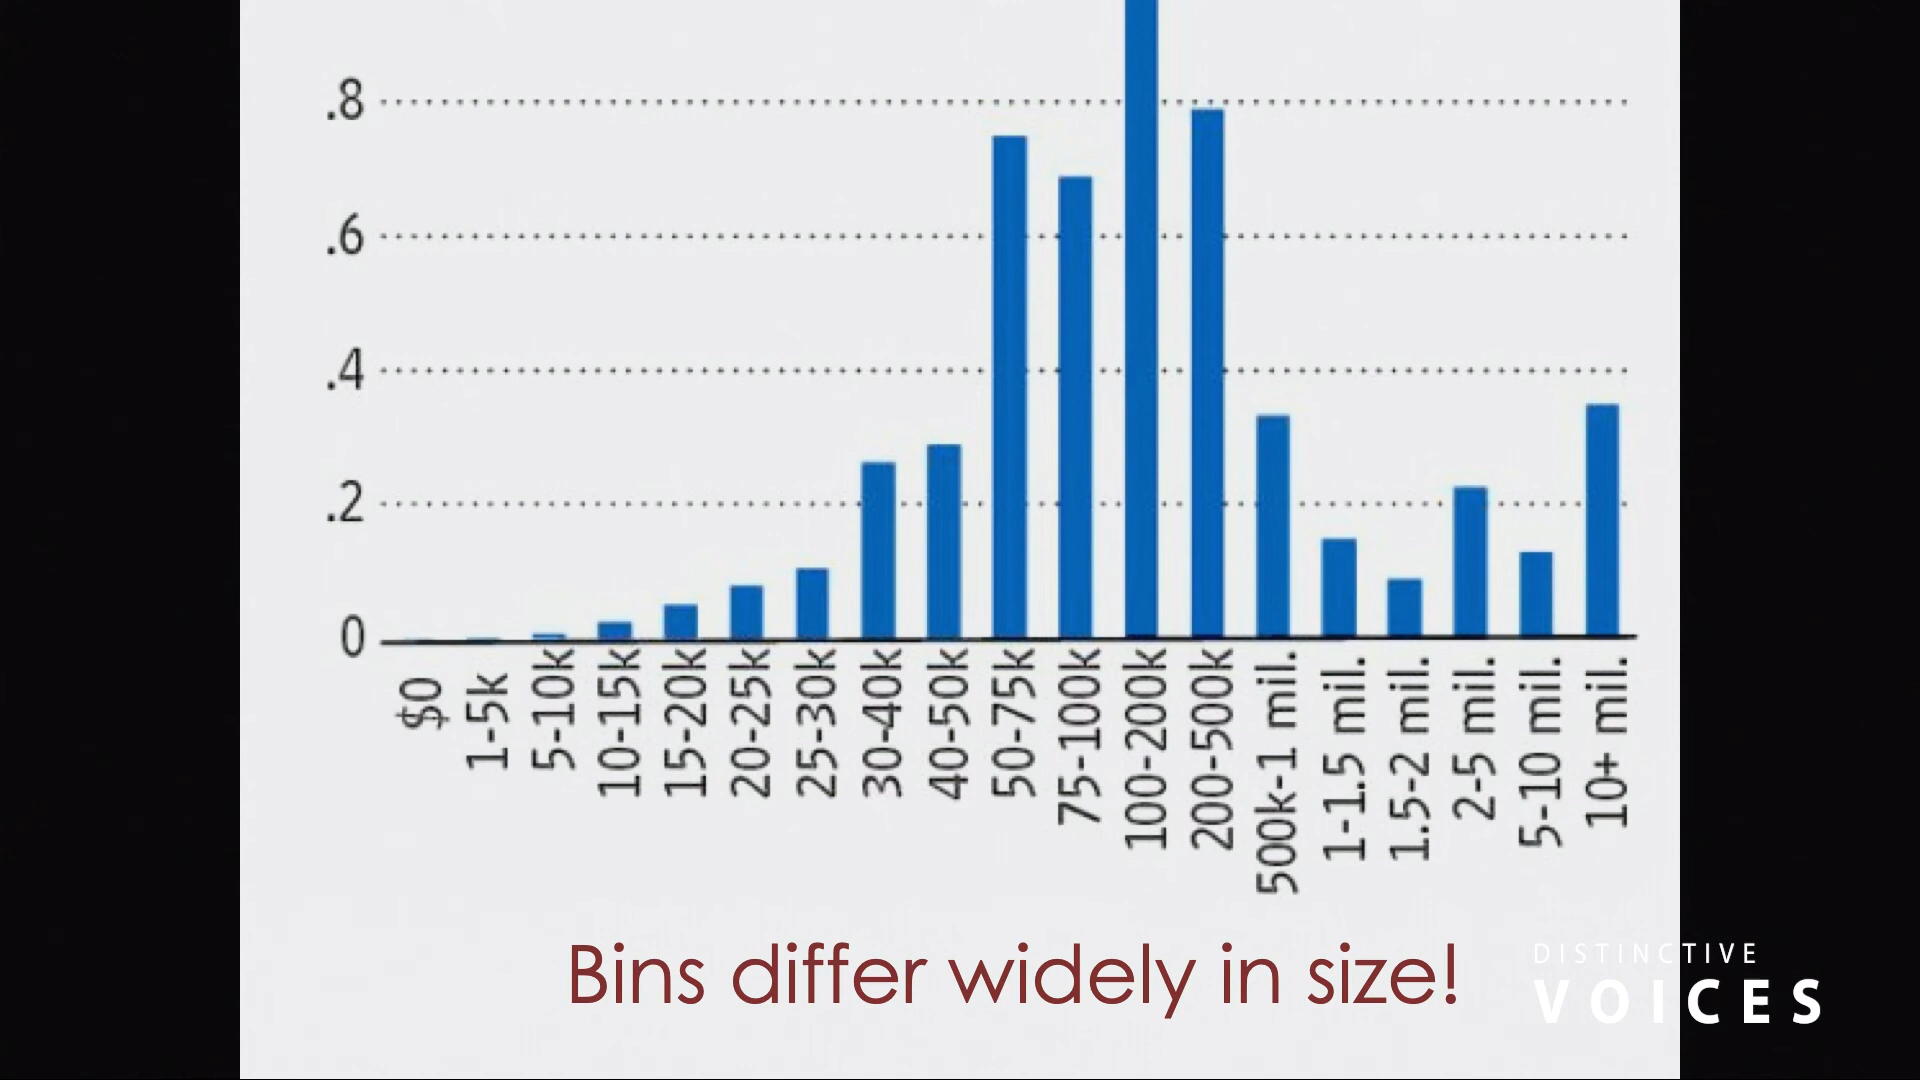 .8
.6
.4
.2
0
$0
1-5k
5-10k
10-15k
15-20k
20-25k
25-30k
30-40k
40-50k
50-75k
75-100k
100-200k
200-500k
500k-1 mil.
1-1.5 mil.
1.5-2 mil.
2-5 mil.
5-10 mil.
10+ mil.
Bins differ widely in size!
DISTINCTIVE
VOICES